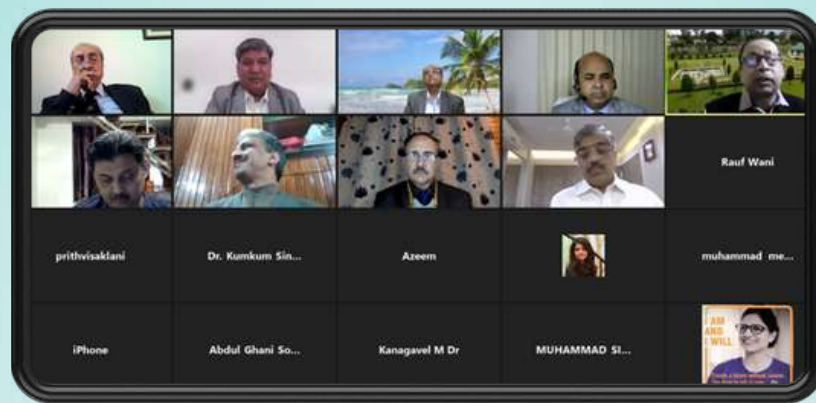 Rauf Wani
prithvisaklani
Dr. Kumkum Sin...
Azeem
muhammad me...
iPhone
Abdul Ghani So...
Kanagavel M Dr
MUHAMMAD SI...
I AM
AND
I WILL